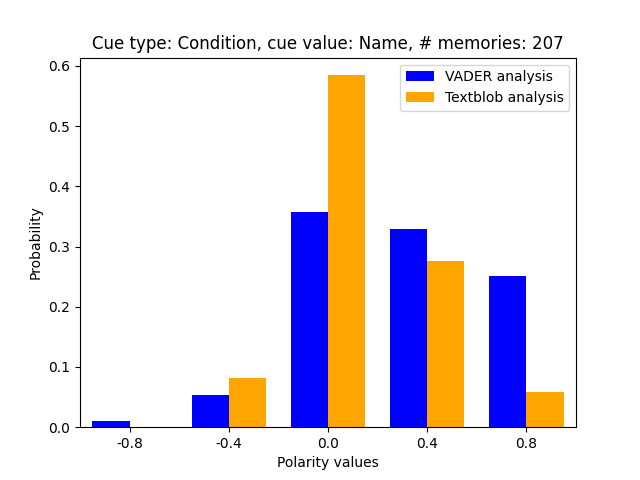 Cue type: Condition, cue value: Name, # memories: 207
VADER analysis
Textblob analysis
Probability
0.6
0.5
0.4
0.3
0.2
0.1
0.0
-0.8
-0.4
0.0
0.4
0.8
Polarity values